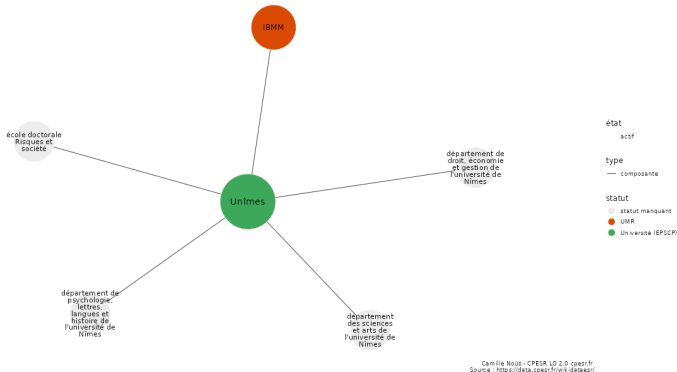 IBMM
école doctorale
Risques et
société
département de
droit, économie
et gestion de
l'université de
Nîmes
Unîmes
département de
psychologie,
lettres,
langues et
histoire de
l'université de
Nîmes
département
des sciences
et arts de
l'université de
Nîmes
état
actif
type
composante
statut
statut manquant
UMR
Université (EPSCP)
Camille Noûs - CPESR LO 2.0 cpesr.fr
Source : https://data.cpesr.fr/wikidataesr/